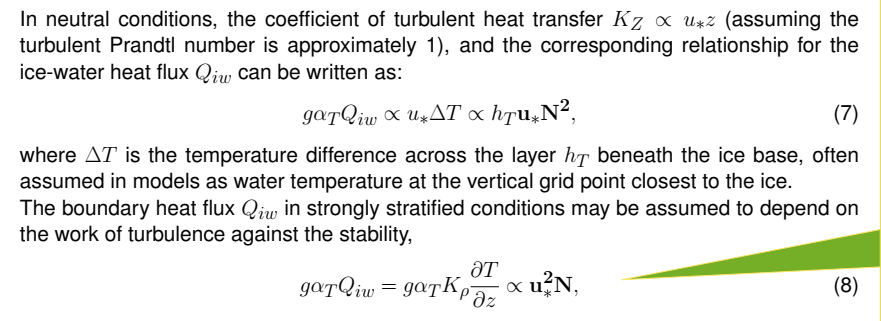 In neutral conditions, the coefficient of turbulent heat transfer $K_Z \propto u_* z$ (assuming the
turbulent Prandtl number is approximately 1), and the corresponding relationship for the
ice-water heat flux $Q_{iw}$ can be written as:
$g\alpha_T Q_{iw} \propto u_* \Delta T \propto h_T \mathbf{u_* N^2},$ (7)
where $\Delta T$ is the temperature difference across the layer $h_T$ beneath the ice base, often
assumed in models as water temperature at the vertical grid point closest to the ice.
The boundary heat flux $Q_{iw}$ in strongly stratified conditions may be assumed to depend on
the work of turbulence against the stability,
$g\alpha_T Q_{iw} = g\alpha_T K_\rho \frac{\partial T}{\partial z} \propto \mathbf{u_*^2 N},$ (8)